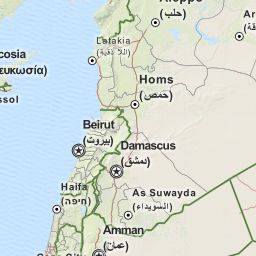 Aleppo
(حلب)
Latakia
(اللاذقية)
cosia
ευκωσία)
Homs
(حمص)
ssol
Beirut
(بيروت)
Damascus
(دمشق)
Haifa
(חיפה)
As Suwayda
(السويداء)
Amman
(عمان)